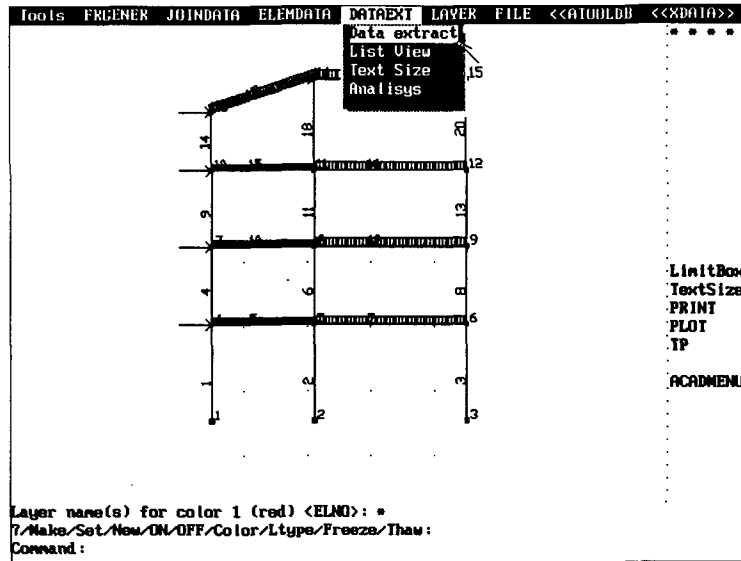 Tools FRGENER JOINDATA ELEMDATA DATAEXT LAYER FILE <<ATOOLDB <<XDATA>>
Data extract
* * * *
List View
Text Size
15
Analisys
14
18
20
12
9
11
13
9
LimitBox
TextSize
4
6
8
PRINT
PLOT
6
TP
1
2
3
ACADMENU
1
2
3
Layer name(s) for color 1 (red) <ELNO>: *
?/Make/Set/New/ON/OFF/Color/Ltype/Freeze/Thaw:
Command: